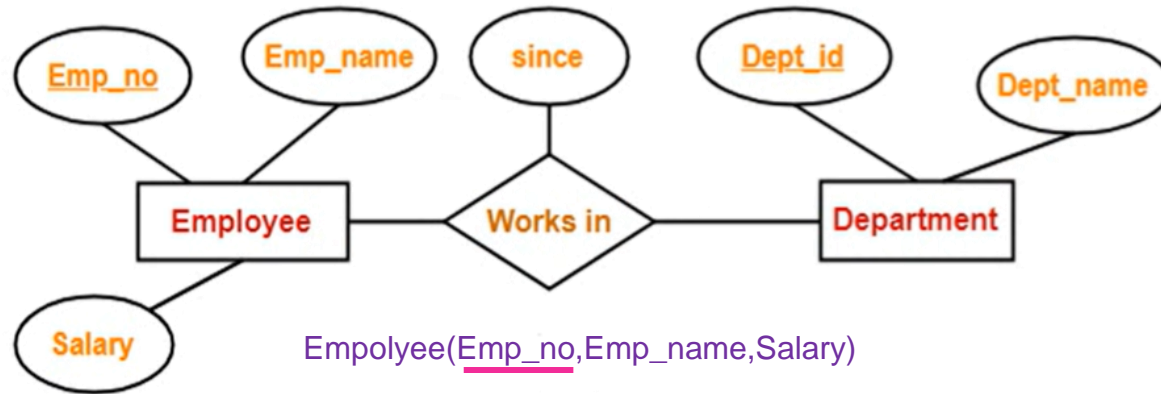 Emp_no
Emp_name
since
Dept_id
Dept_name
Employee
Works in
Department
Salary
Empolyee(Emp_no,Emp_name,Salary)